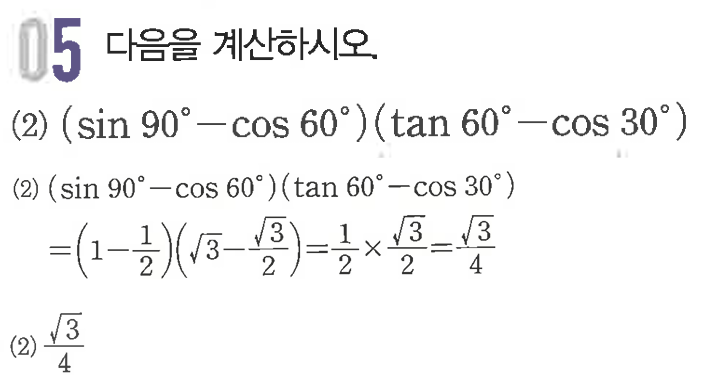 05 다음을 계산하시오.
(2) (sin 90°−cos 60°)(tan 60°−cos 30°)
(2) (sin 90°−cos 60°)(tan 60°−cos 30°)
=(1−1/2)(√3−√3/2)=1/2×√3/2=√3/4
(2) √3/4